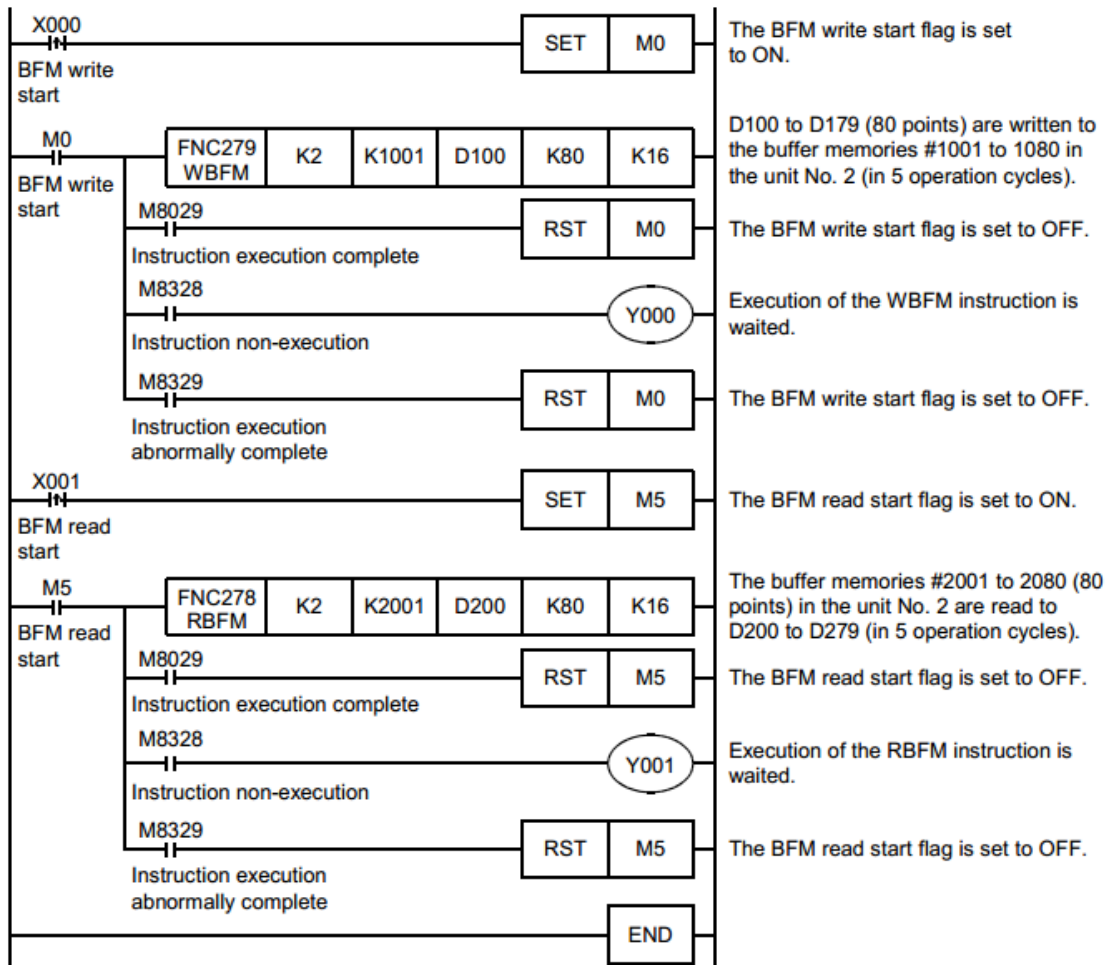 X000
SET M0
The BFM write start flag is set
to ON.
BFM write
start
M0
FNC279
WBFM
K2 K1001 D100 K80 K16
D100 to D179 (80 points) are written to
the buffer memories #1001 to 1080 in
the unit No. 2 (in 5 operation cycles).
BFM write
start
M8029
RST M0
The BFM write start flag is set to OFF.
Instruction execution complete
M8328
Y000
Execution of the WBFM instruction is
waited.
Instruction non-execution
M8329
RST M0
The BFM write start flag is set to OFF.
Instruction execution
abnormally complete
X001
SET M5
The BFM read start flag is set to ON.
BFM read
start
M5
FNC278
RBFM
K2 K2001 D200 K80 K16
The buffer memories #2001 to 2080 (80
points) in the unit No. 2 are read to
D200 to D279 (in 5 operation cycles).
BFM read
start
M8029
RST M5
The BFM read start flag is set to OFF.
Instruction execution complete
M8328
Y001
Execution of the RBFM instruction is
waited.
Instruction non-execution
M8329
RST M5
The BFM read start flag is set to OFF.
Instruction execution
abnormally complete
END